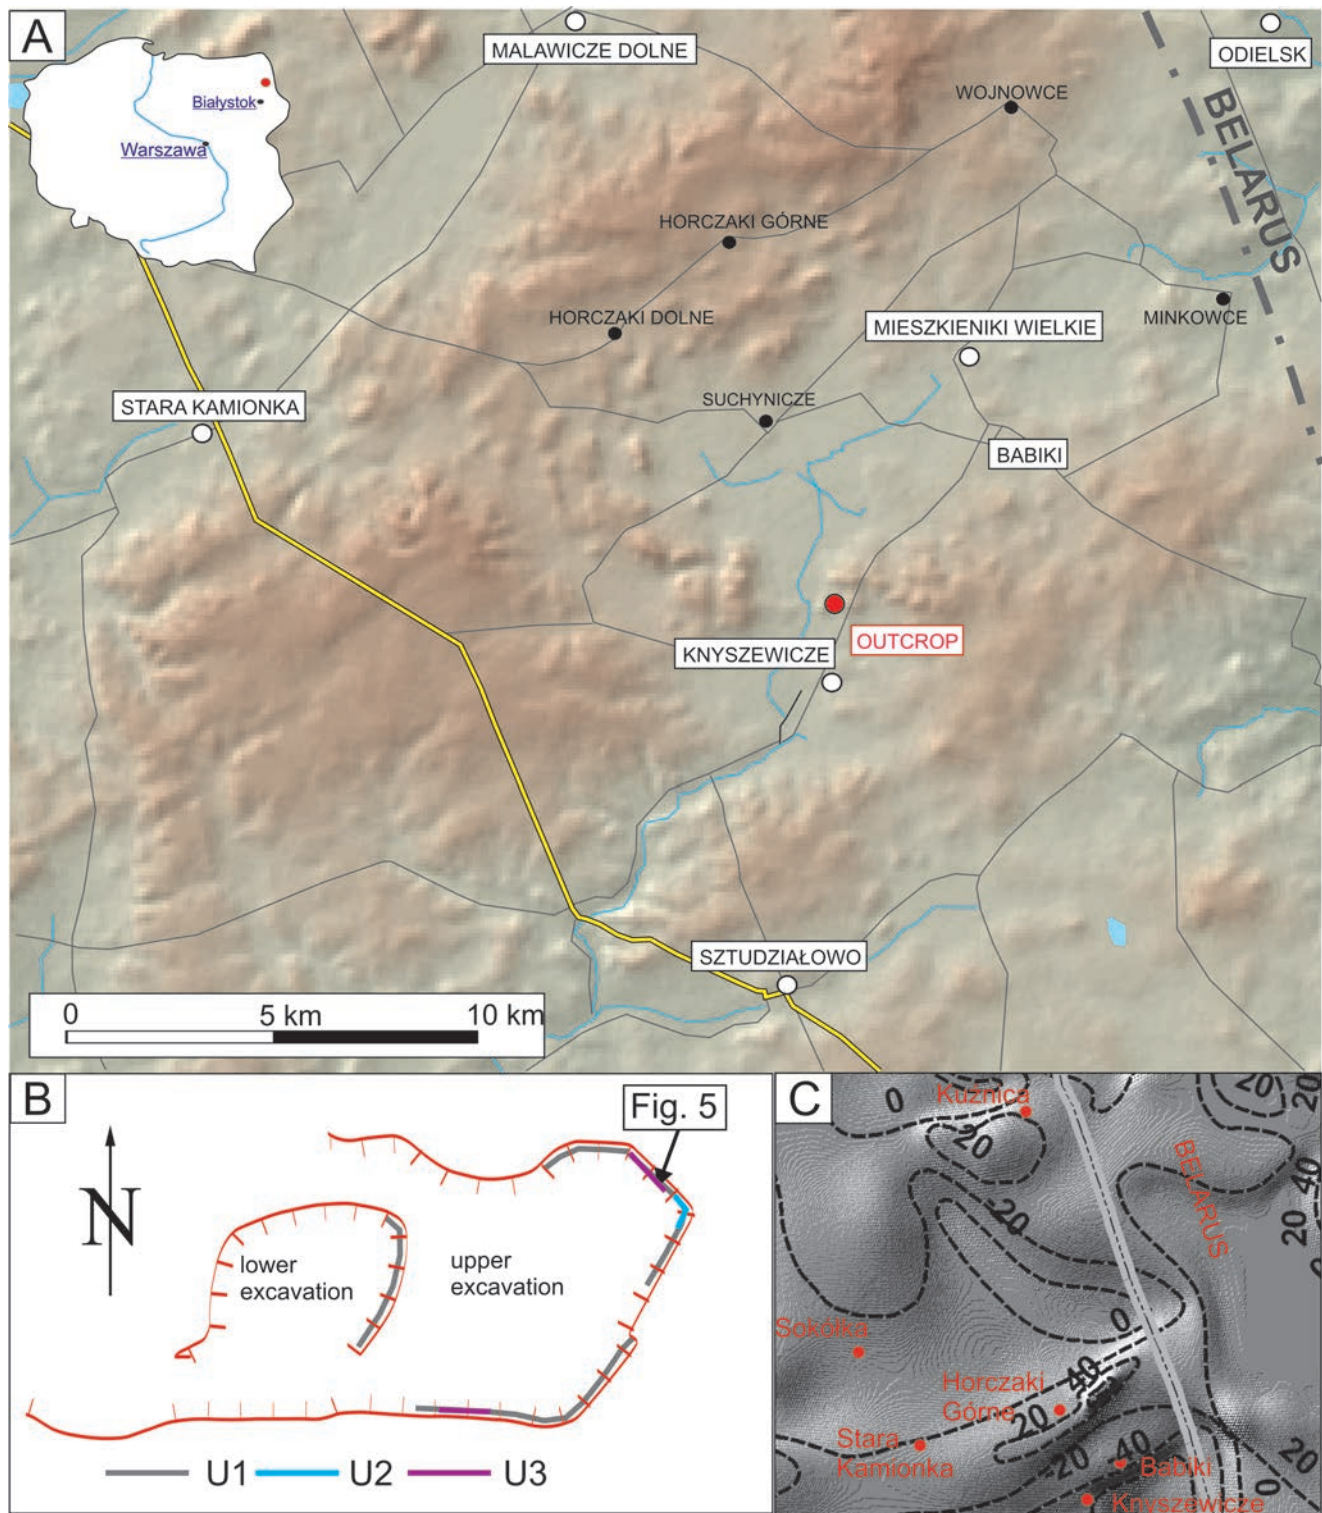 A
MALAWICZE DOLNE
ODIELSK
Białystok
Warszawa
WOJNOWCE
BELARUS
HORCZAKI GÓRNE
HORCZAKI DOLNE
MIESZKIENIKI WIELKIE
MINKOWCE
STARA KAMIONKA
SUCHYNICZE
BABIKI
OUTCROP
KNYSZEWICZE
SZTUDZIAŁOWO
0
5 km
10 km
B
Fig. 5
N
lower
excavation
upper
excavation
U1
U2
U3
C
Kuźnica
0
20
20
20
BELARUS
40
20
20
0
Sokółka
0
40
Horczaki
Górne
20
Stara
Kamionka
20
40
Babiki
0
20
Knyszewicze